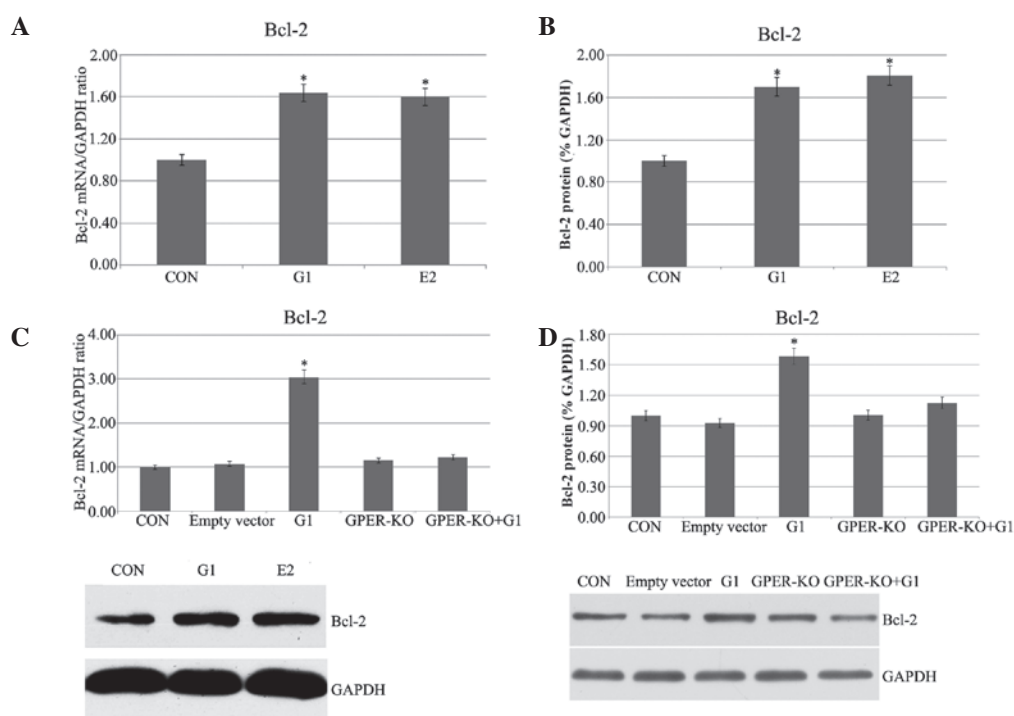 A
Bcl-2
Bcl-2 mRNA/GAPDH ratio
2.00
1.60
1.20
0.80
0.40
0.00
* *
CON G1 E2
B
Bcl-2
Bcl-2 protein (% GAPDH)
2.00
1.60
1.20
0.80
0.40
0.00
* *
CON G1 E2
C
Bcl-2
Bcl-2 mRNA/GAPDH ratio
4.00
3.00
2.00
1.00
0.00
*
CON Empty vector G1 GPER-KO GPER-KO+G1
D
Bcl-2
Bcl-2 protein (% GAPDH)
1.80
1.50
1.20
0.90
0.60
0.30
0.00
*
CON Empty vector G1 GPER-KO GPER-KO+G1
CON G1 E2
Bcl-2
GAPDH
CON Empty vector G1 GPER-KO GPER-KO+G1
Bcl-2
GAPDH